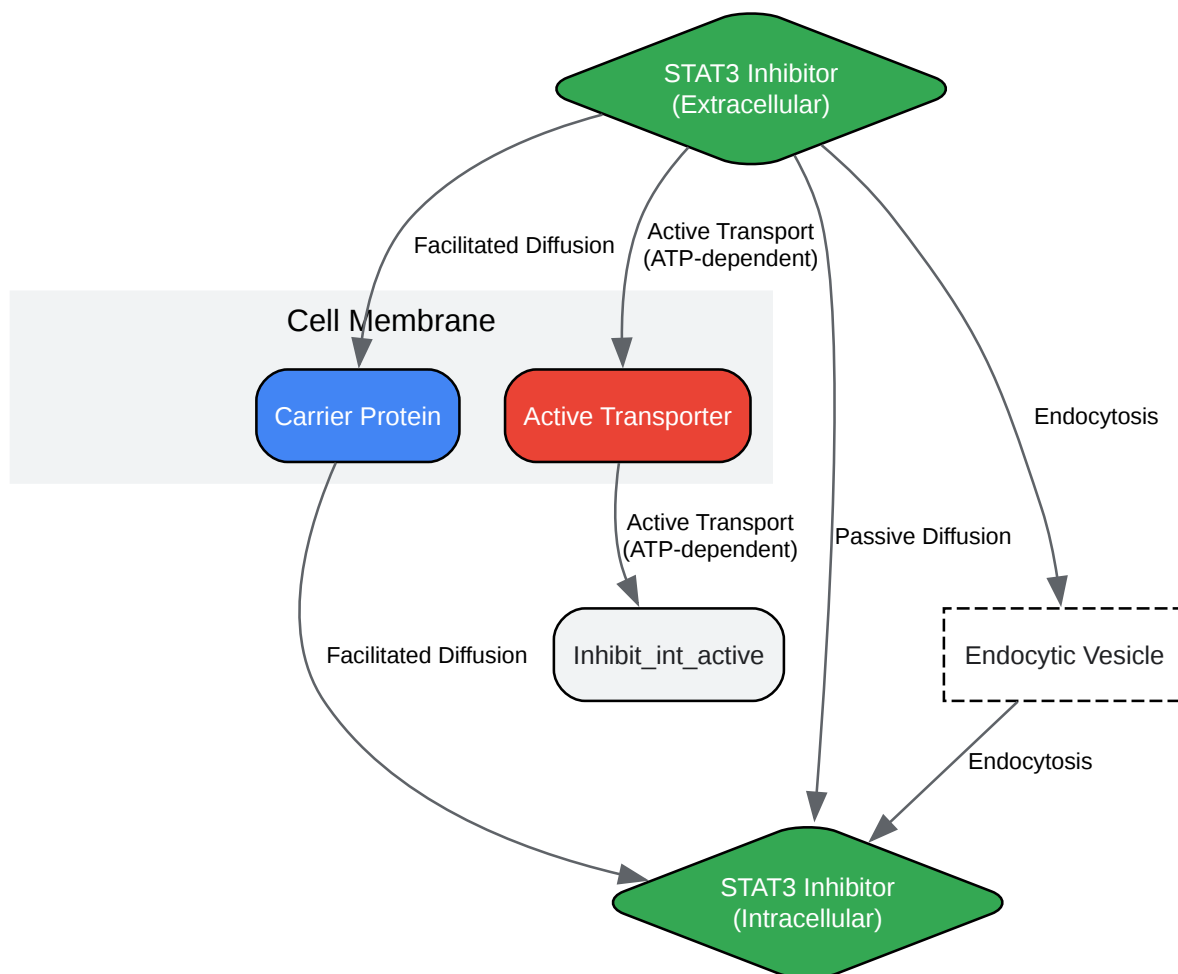 STAT3 Inhibitor
(Extracellular)
Facilitated Diffusion
Active Transport
(ATP-dependent)
Cell Membrane
Carrier Protein
Active Transporter
Endocytosis
Active Transport
(ATP-dependent)
Passive Diffusion
Facilitated Diffusion
Inhibit_int_active
Endocytic Vesicle
Endocytosis
STAT3 Inhibitor
(Intracellular)